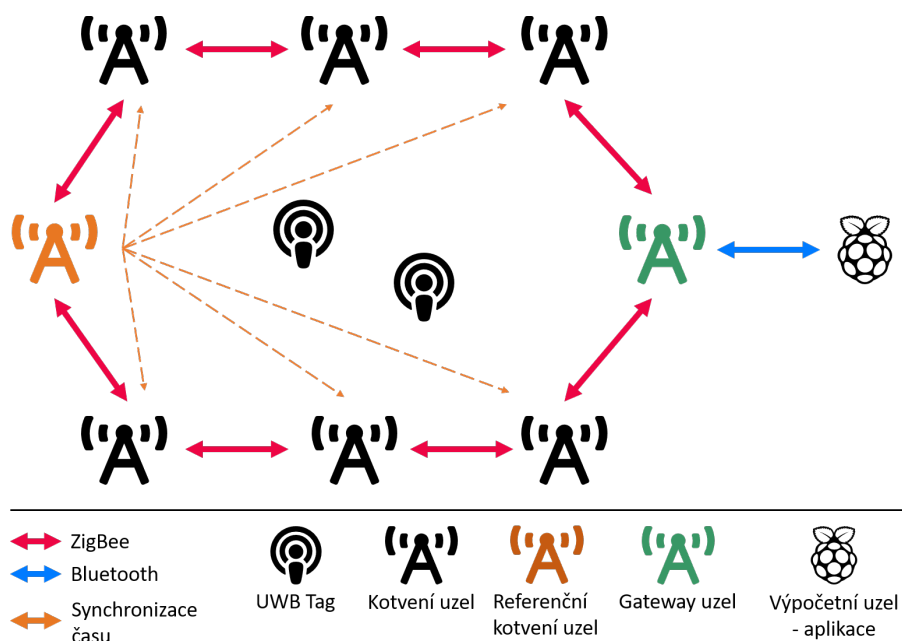 ZigBee
Bluetooth
Synchronizace
času
UWB Tag
Kotvení uzel
Referenční
kotvení uzel
Gateway uzel
Výpočetní uzel
- aplikace